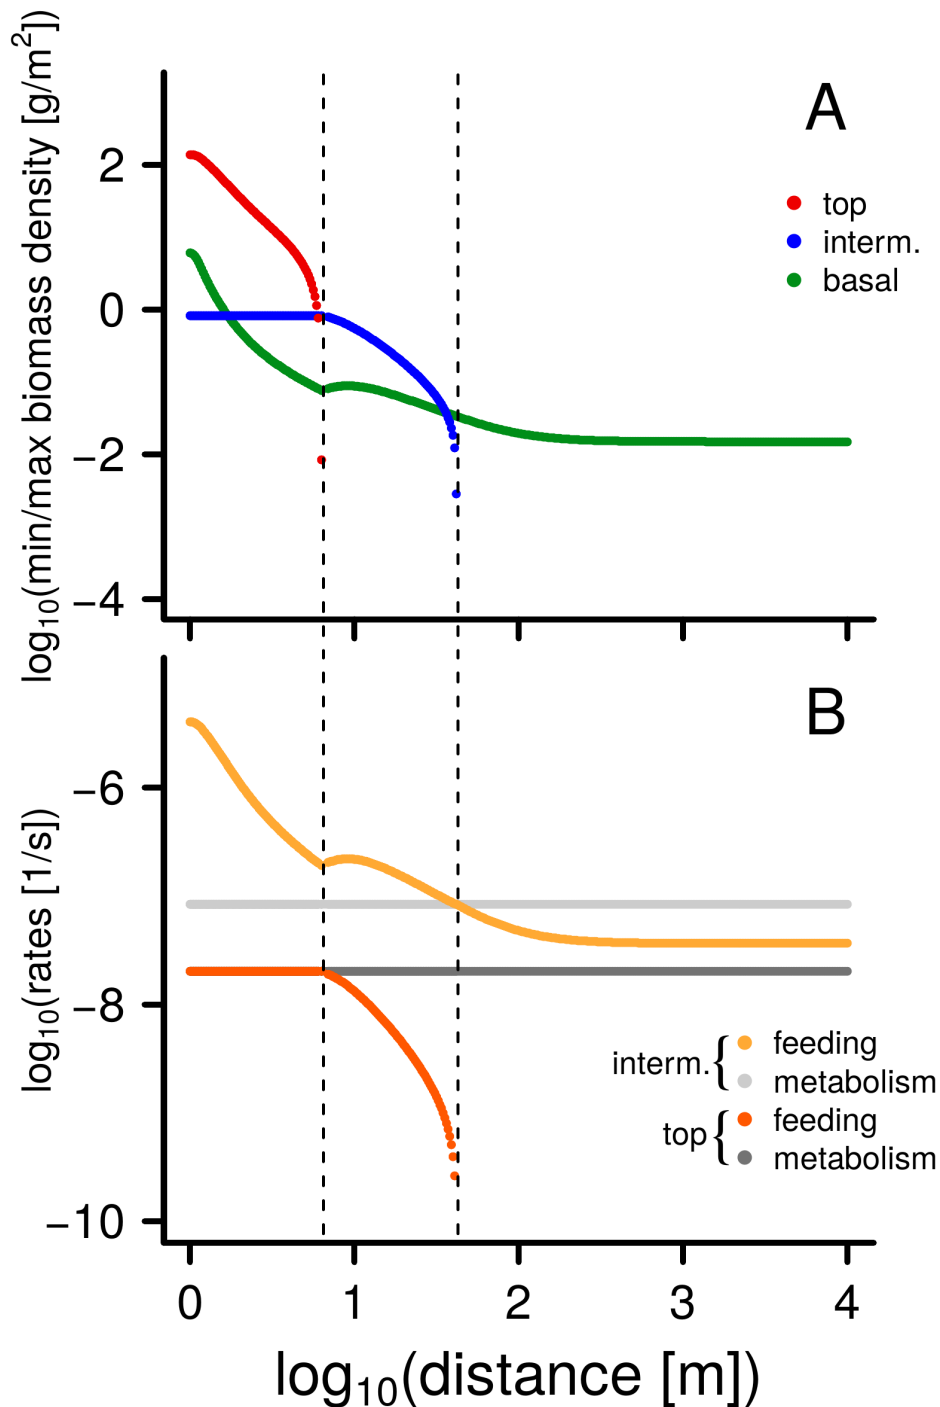 log₁₀(min/max biomass density [g/m²])
A
2
0
−2
−4
top
interm.
basal
log₁₀(rates [1/s])
B
−6
−8
−10
interm.{
feeding
metabolism
top{
feeding
metabolism
0 1 2 3 4
log₁₀(distance [m])